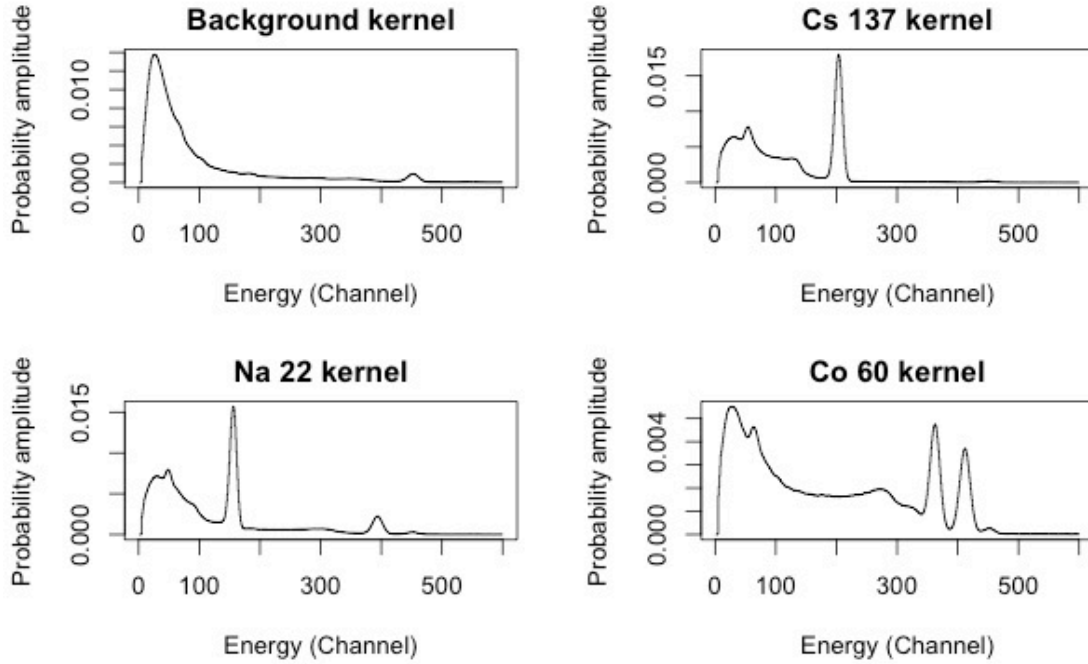 Background kernel
Probability amplitude
0.000
0.010
0 100 300 500
Energy (Channel)
Cs 137 kernel
Probability amplitude
0.000
0.015
0 100 300 500
Energy (Channel)
Na 22 kernel
Probability amplitude
0.000
0.015
0 100 300 500
Energy (Channel)
Co 60 kernel
Probability amplitude
0.000
0.004
0 100 300 500
Energy (Channel)